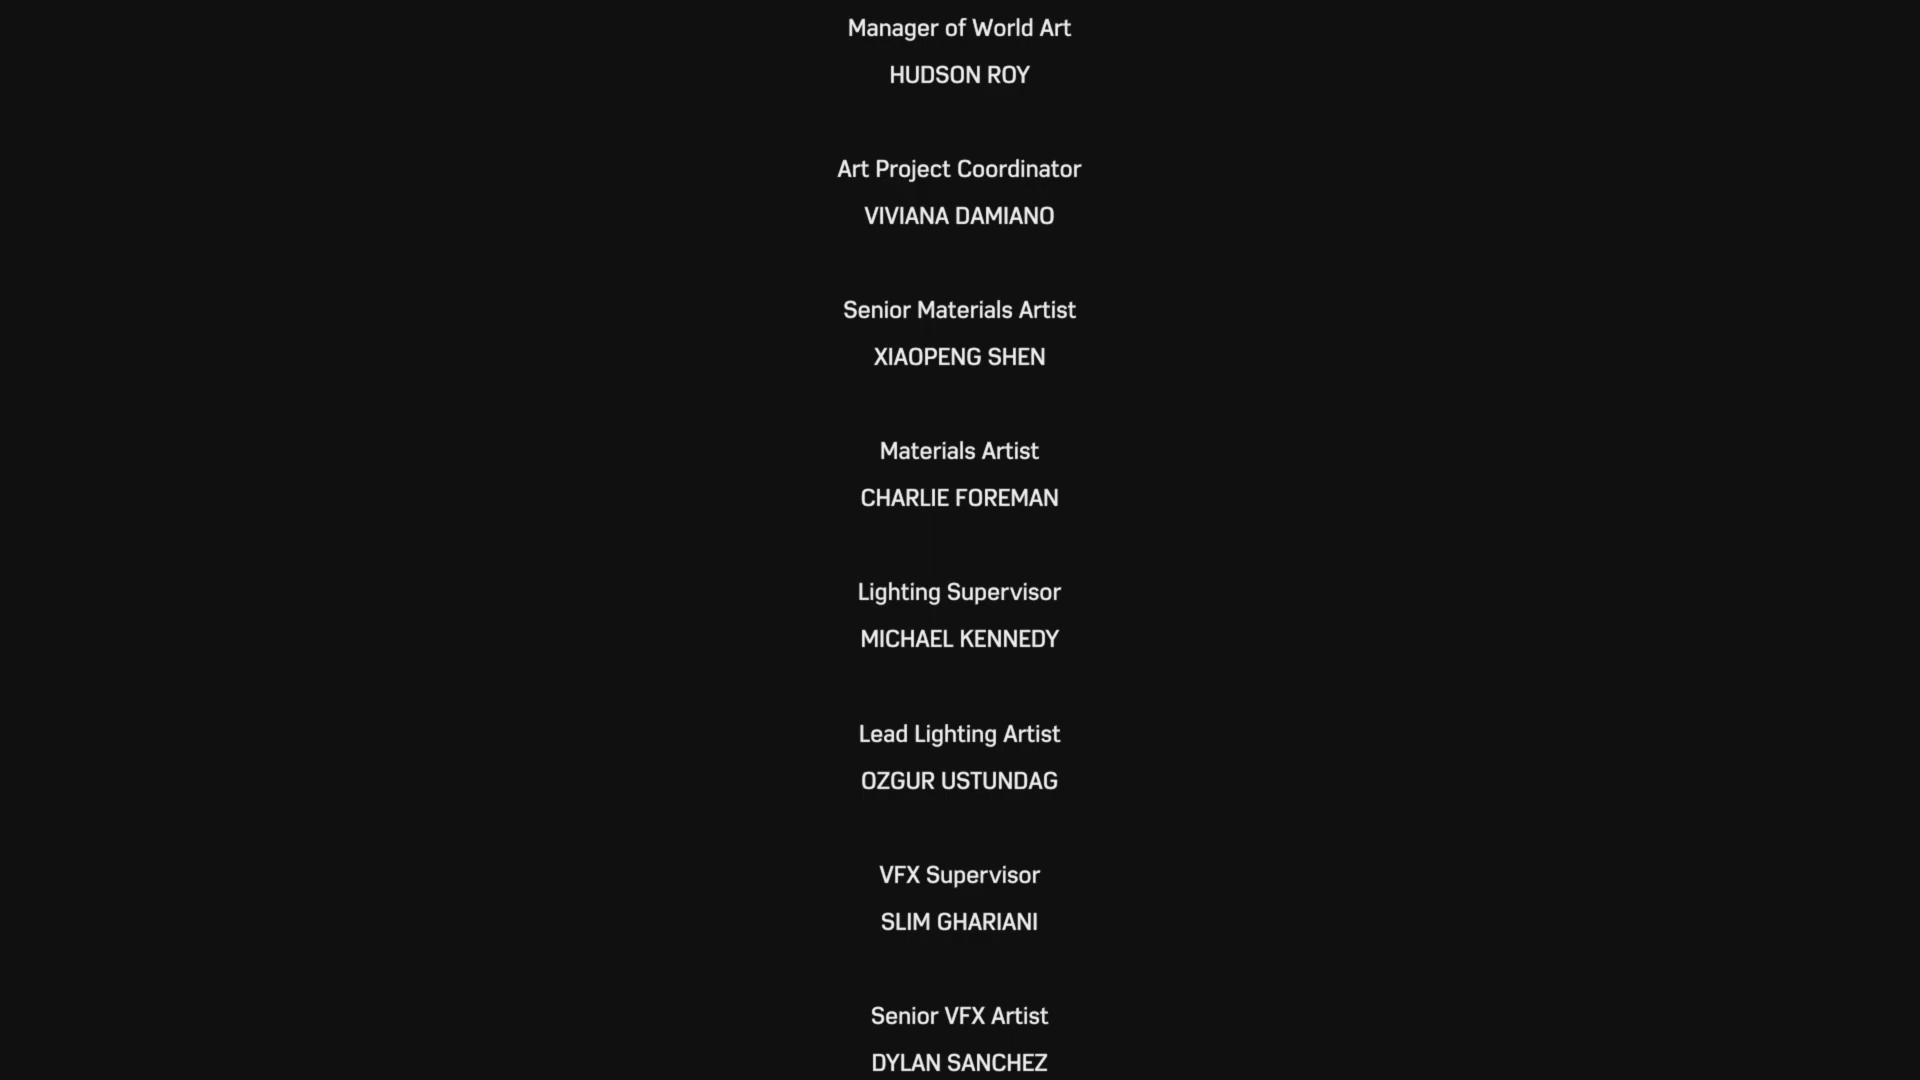 Manager of World Art
HUDSON ROY
Art Project Coordinator
VIVIANA DAMIANO
Senior Materials Artist
XIAOPENG SHEN
Materials Artist
CHARLIE FOREMAN
Lighting Supervisor
MICHAEL KENNEDY
Lead Lighting Artist
OZGUR USTUNDAG
VFX Supervisor
SLIM GHARIANI
Senior VFX Artist
DYLAN SANCHEZ